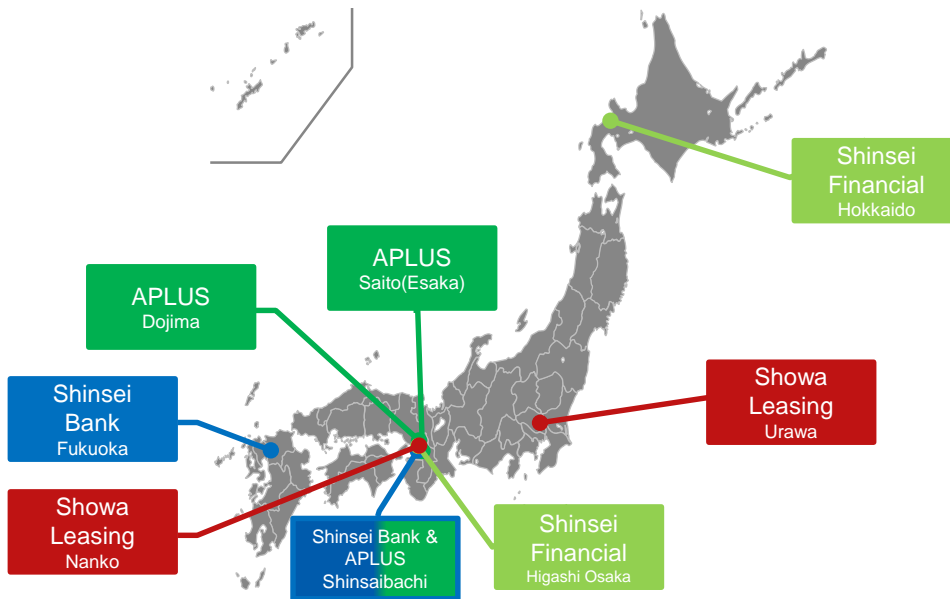 Shinsei
Financial
Hokkaido
APLUS
Saito(Esaka)
APLUS
Dojima
Shinsei
Bank
Fukuoka
Showa
Leasing
Urawa
Showa
Leasing
Nanko
Shinsei Bank &
APLUS
Shinsaibachi
Shinsei
Financial
Higashi Osaka